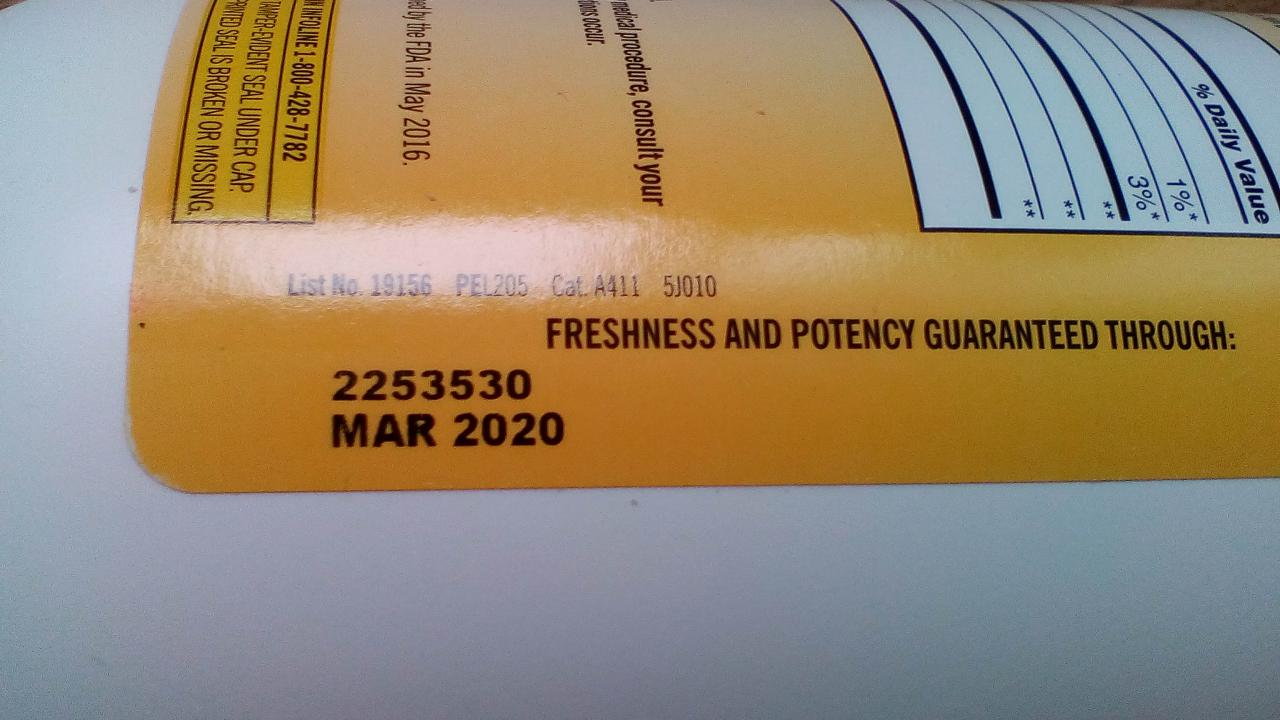 N INFOLINE 1-800-428-7782
TAMPER-EVIDENT SEAL UNDER CAP.
SEAL IS BROKEN OR MISSING.
by the FDA in May 2016.
medical procedure, consult your
occur.
% Daily Value
1%*
3%*
**
**
**
List No. 19156 PEL205 Cat. A411 5J010
FRESHNESS AND POTENCY GUARANTEED THROUGH:
2253530
MAR 2020